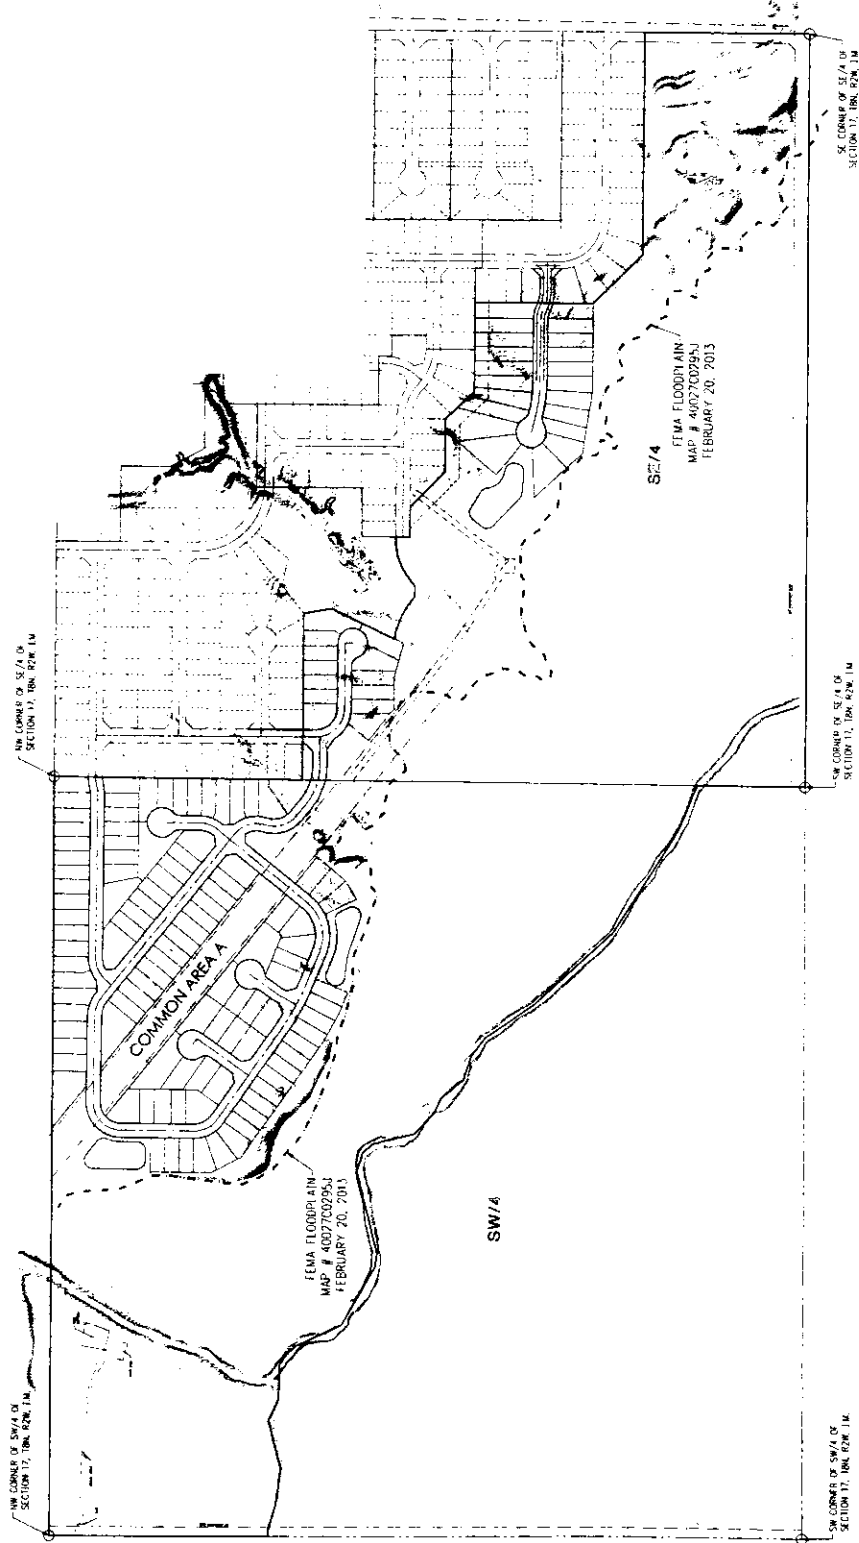 SE CORNER OF SE/4 OF
SECTION 17, T8N, R2W, I.M.
FEMA FLOODPLAIN
MAP # 40027C0295J
FEBRUARY 20, 2013
SE/4
NW CORNER OF SE/4 OF
SECTION 17, T8N, R2W, I.M.
SW CORNER OF SE/4 OF
SECTION 17, T8N, R2W, I.M.
COMMON AREA A
FEMA FLOODPLAIN
MAP # 40027C0295J
FEBRUARY 20, 2013
SW/4
NW CORNER OF SW/4 OF
SECTION 17, T8N, R2W, I.M.
SW CORNER OF SW/4 OF
SECTION 17, T8N, R2W, I.M.